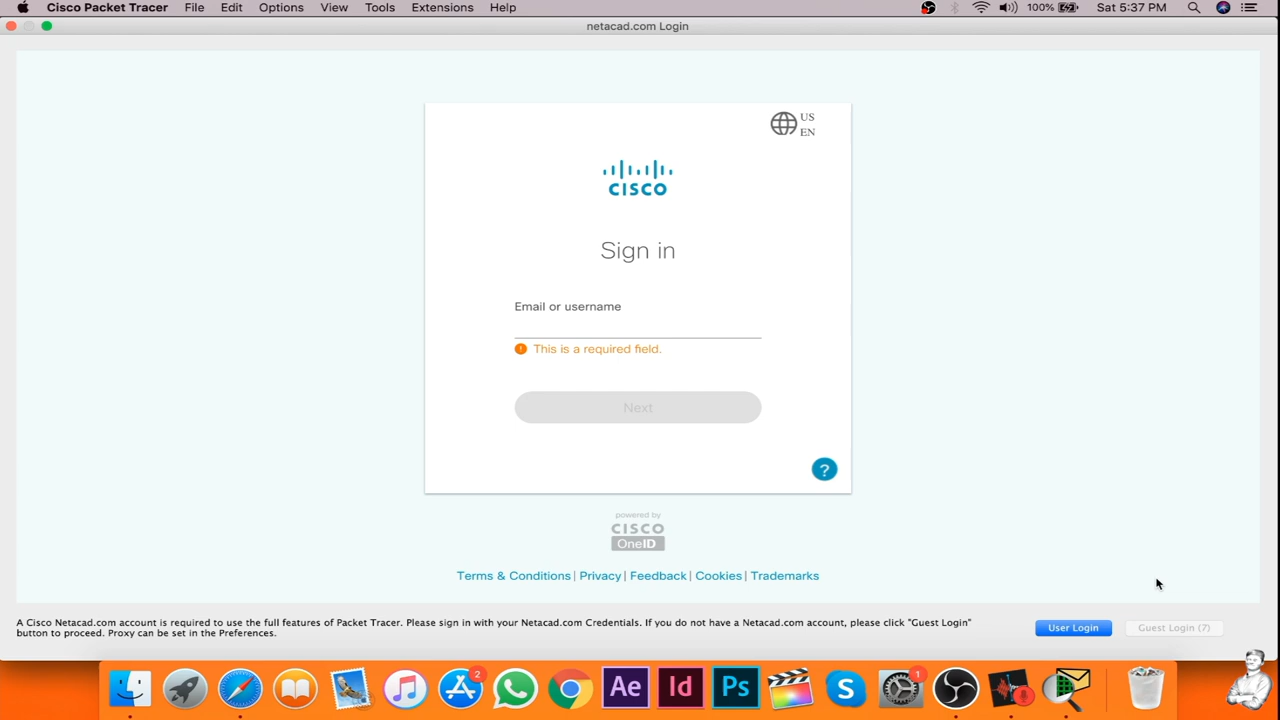 Cisco Packet Tracer File Edit Options View Tools Extensions Help 100% Sat 5:37 PM
netacad.com Login
US
EN
CISCO
Sign in
Email or username
! This is a required field.
Next
?
powered by
CISCO
OneID
Terms & Conditions | Privacy | Feedback | Cookies | Trademarks
A Cisco Netacad.com account is required to use the full features of Packet Tracer. Please sign in with your Netacad.com Credentials. If you do not have a Netacad.com account, please click "Guest Login"
button to proceed. Proxy can be set in the Preferences.
User Login Guest Login (7)
2 Ae Id Ps S 1